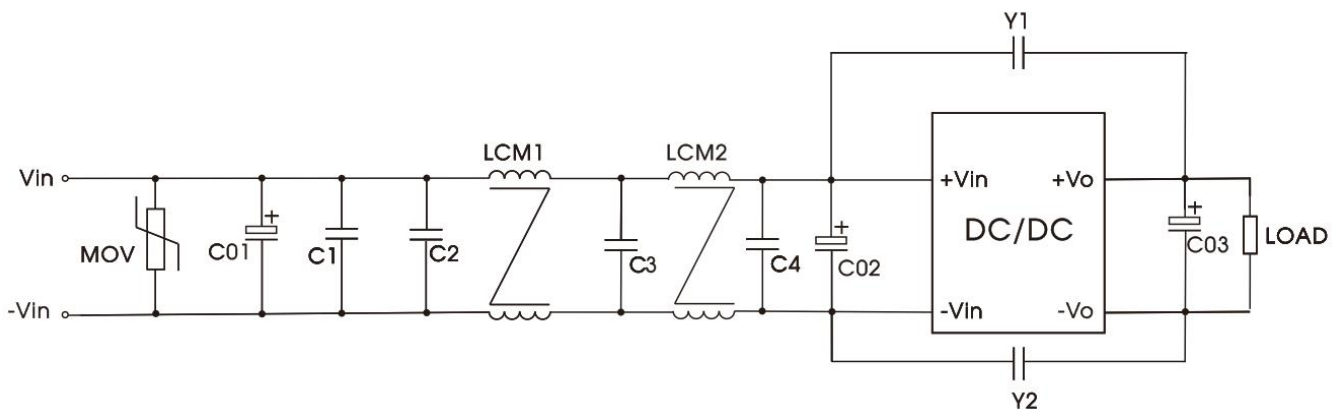 Y1
LCM1
LCM2
Vin
+Vin
+Vo
+
+
+
DC/DC
MOV
C01
C1
C2
C3
C4
C02
C03
LOAD
-Vin
-Vin
-Vo
Y2